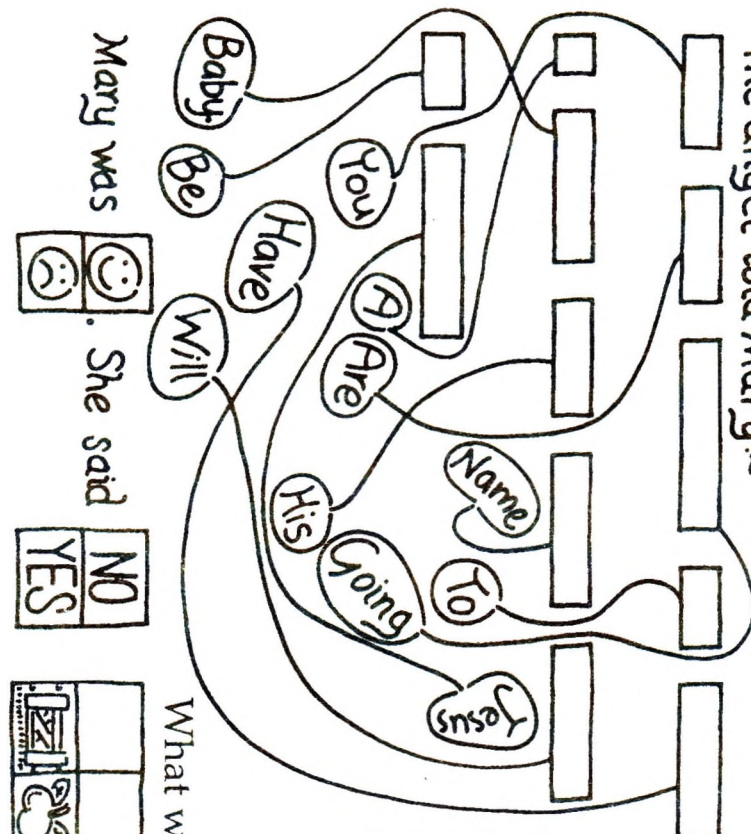 The angel told Mary
You
A
Are
Name
To
Baby
Be
Have
Will
His
Going
Jesus
Mary was
. She said
NO
YES
What w